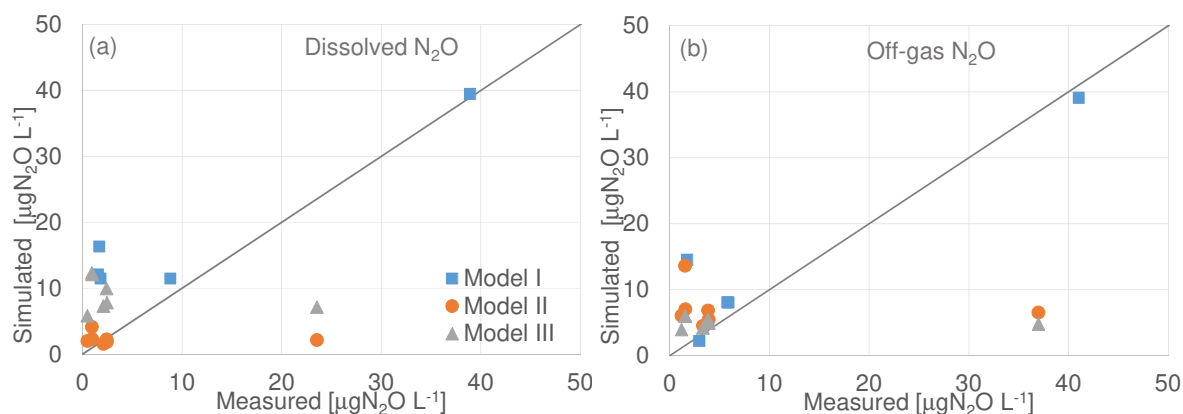 (a)
Dissolved N₂O
Simulated [µgN₂O L⁻¹]
50
40
30
20
10
0
Model I
Model II
Model III
0 10 20 30 40 50
Measured [µgN₂O L⁻¹]
(b)
Off-gas N₂O
Simulated [µgN₂O L⁻¹]
50
40
30
20
10
0
0 10 20 30 40 50
Measured [µgN₂O L⁻¹]